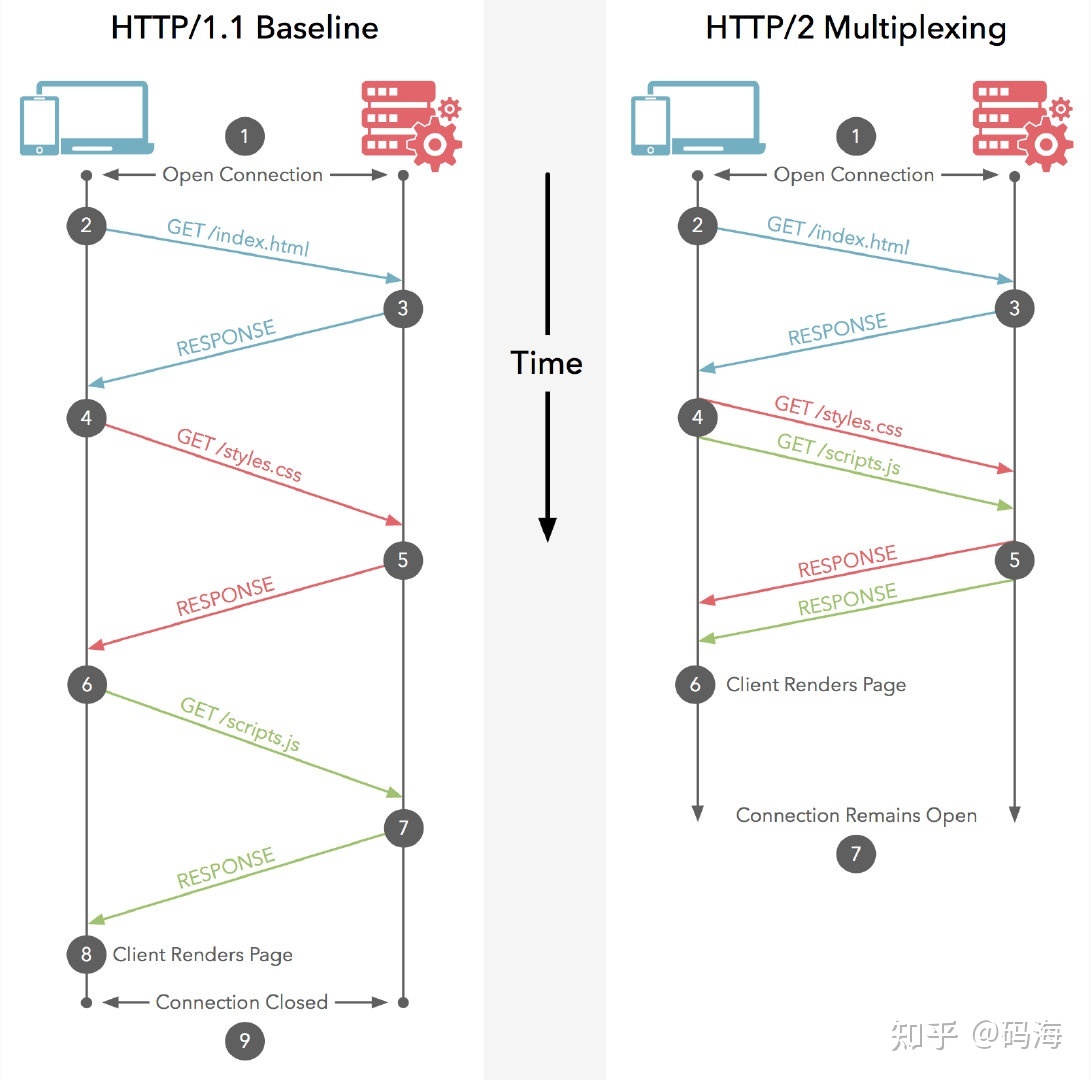 HTTP/1.1 Baseline
1
Open Connection
2
GET /index.html
3
RESPONSE
4
GET /styles.css
5
RESPONSE
6
GET /scripts.js
7
RESPONSE
8 Client Renders Page
Connection Closed
9
Time
HTTP/2 Multiplexing
1
Open Connection
2
GET /index.html
3
RESPONSE
4
GET /styles.css
GET /scripts.js
5
RESPONSE
RESPONSE
6 Client Renders Page
Connection Remains Open
7
知乎 @码海